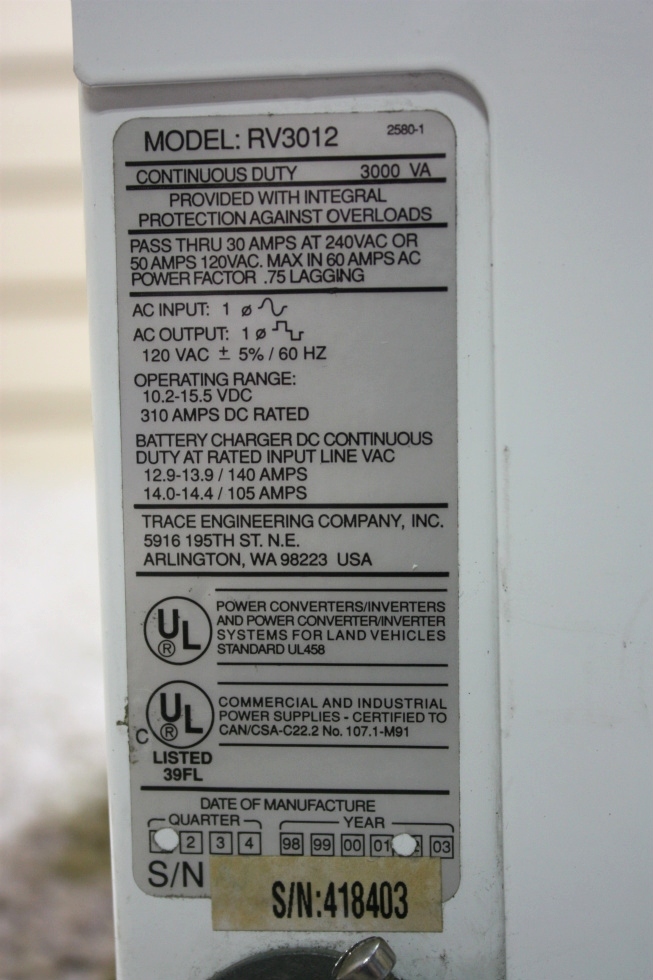 MODEL: RV3012 2580-1
CONTINUOUS DUTY 3000 VA
PROVIDED WITH INTEGRAL
PROTECTION AGAINST OVERLOADS
PASS THRU 30 AMPS AT 240VAC OR
50 AMPS 120VAC. MAX IN 60 AMPS AC
POWER FACTOR .75 LAGGING
AC INPUT: 1 ø
AC OUTPUT: 1 ø
120 VAC ± 5% / 60 HZ
OPERATING RANGE:
10.2-15.5 VDC
310 AMPS DC RATED
BATTERY CHARGER DC CONTINUOUS
DUTY AT RATED INPUT LINE VAC
12.9-13.9 / 140 AMPS
14.0-14.4 / 105 AMPS
TRACE ENGINEERING COMPANY, INC.
5916 195TH ST. N.E.
ARLINGTON, WA 98223 USA
UL ®
POWER CONVERTERS/INVERTERS
AND POWER CONVERTER/INVERTER
SYSTEMS FOR LAND VEHICLES
STANDARD UL458
C UL ®
LISTED
39FL
COMMERCIAL AND INDUSTRIAL
POWER SUPPLIES - CERTIFIED TO
CAN/CSA-C22.2 No. 107.1-M91
DATE OF MANUFACTURE
QUARTER YEAR
2 3 4 98 99 00 01 03
S/N
S/N:418403